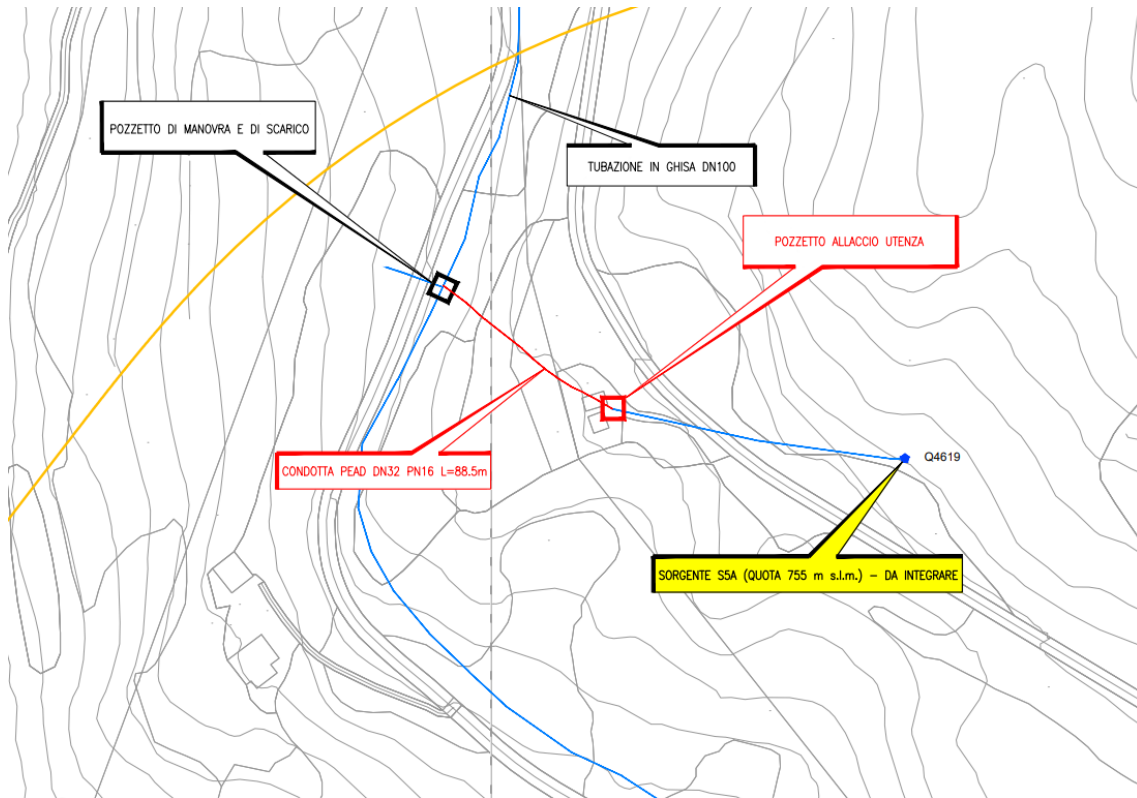 POZZETTO DI MANOVRA E DI SCARICO
TUBAZIONE IN GHISA DN100
POZZETTO ALLACCIO UTENZA
CONDOTTA PEAD DN32 PN16 L=88.5m
Q4619
SORGENTE S5A (QUOTA 755 m s.l.m.) – DA INTEGRARE